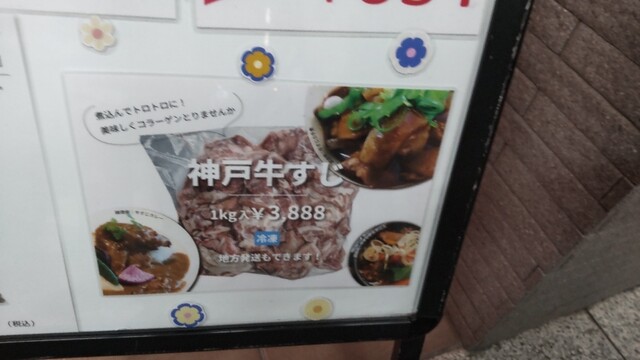 煮込んでトロトロに！
美味しくコラーゲンとりませんか
神戸牛すじ
1kg入￥3,888
冷凍
地方発送もできます！
（税込）